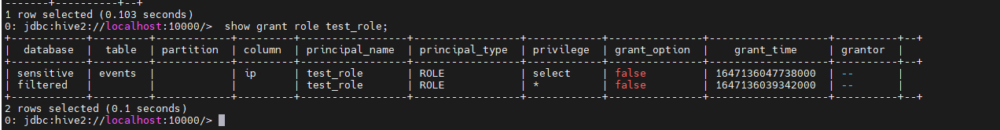 -------+----------+--+
1 row selected (0.103 seconds)
0: jdbc:hive2://localhost:10000/>  show grant role test_role;
+------------+---------+------------+---------+-----------------+-----------------+------------+---------------+-------------------+----------+--+
|  database  |  table  | partition  | column  | principal_name  | principal_type  | privilege  | grant_option  |    grant_time     | grantor  |
+------------+---------+------------+---------+-----------------+-----------------+------------+---------------+-------------------+----------+--+
| sensitive  | events  |            | ip      | test_role       | ROLE            | select     | false         | 1647136047738000  | --       |
| filtered   |         |            |         | test_role       | ROLE            | *          | false         | 1647136039342000  | --       |
+------------+---------+------------+---------+-----------------+-----------------+------------+---------------+-------------------+----------+--+
2 rows selected (0.1 seconds)
0: jdbc:hive2://localhost:10000/>